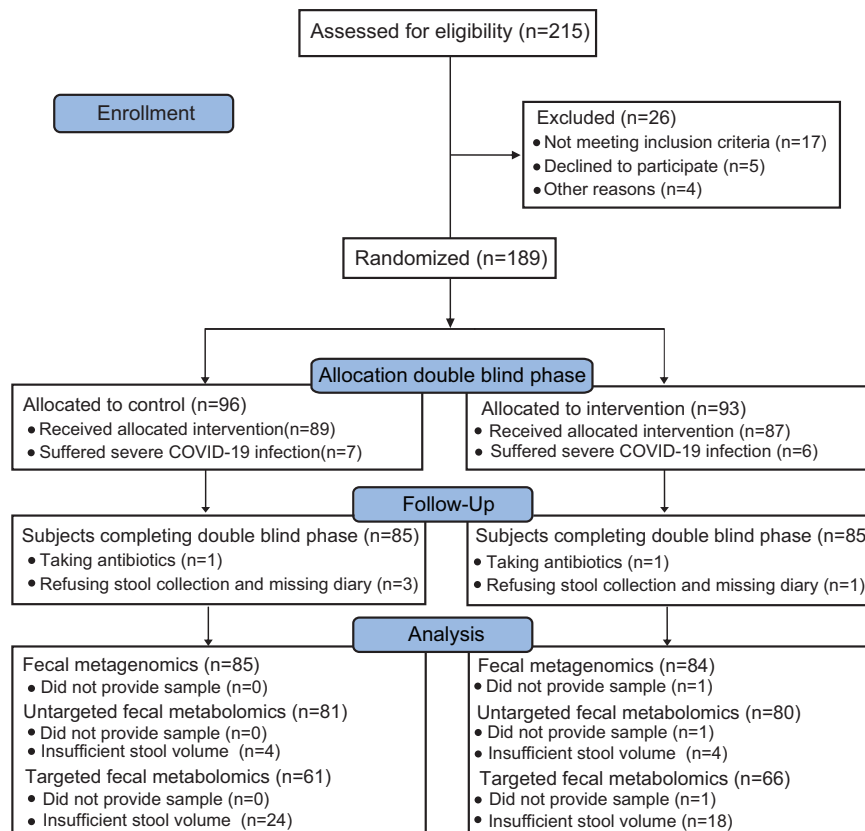 Assessed for eligibility (n=215)
Enrollment
Excluded (n=26)
• Not meeting inclusion criteria (n=17)
• Declined to participate (n=5)
• Other reasons (n=4)
Randomized (n=189)
Allocation double blind phase
Allocated to control (n=96)
• Received allocated intervention(n=89)
• Suffered severe COVID-19 infection(n=7)
Allocated to intervention (n=93)
• Received allocated intervention (n=87)
• Suffered severe COVID-19 infection (n=6)
Follow-Up
Subjects completing double blind phase (n=85)
• Taking antibiotics (n=1)
• Refusing stool collection and missing diary (n=3)
Subjects completing double blind phase (n=85
• Taking antibiotics (n=1)
• Refusing stool collection and missing diary (n=1)
Analysis
Fecal metagenomics (n=85)
• Did not provide sample (n=0)
Untargeted fecal metabolomics (n=81)
• Did not provide sample (n=0)
• Insufficient stool volume (n=4)
Targeted fecal metabolomics (n=61)
• Did not provide sample (n=0)
• Insufficient stool volume (n=24)
Fecal metagenomics (n=84)
• Did not provide sample (n=1)
Untargeted fecal metabolomics (n=80)
• Did not provide sample (n=1)
• Insufficient stool volume (n=4)
Targeted fecal metabolomics (n=66)
• Did not provide sample (n=1)
• Insufficient stool volume (n=18)